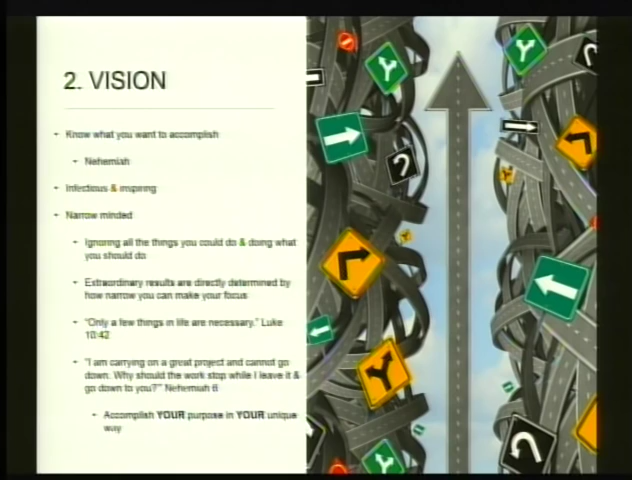 2. VISION
Know what you want to accomplish
Nehemiah
Infectious & inspiring
Narrow minded
Ignoring all the things you could do & doing what
you should do
Extraordinary results are directly determined by
how narrow you can make your focus
"Only a few things in life are necessary." Luke
10:42
"I am carrying on a great project and cannot go
down. Why should the work stop while I leave it &
go down to you?" Nehemiah 6
Accomplish YOUR purpose in YOUR unique
way